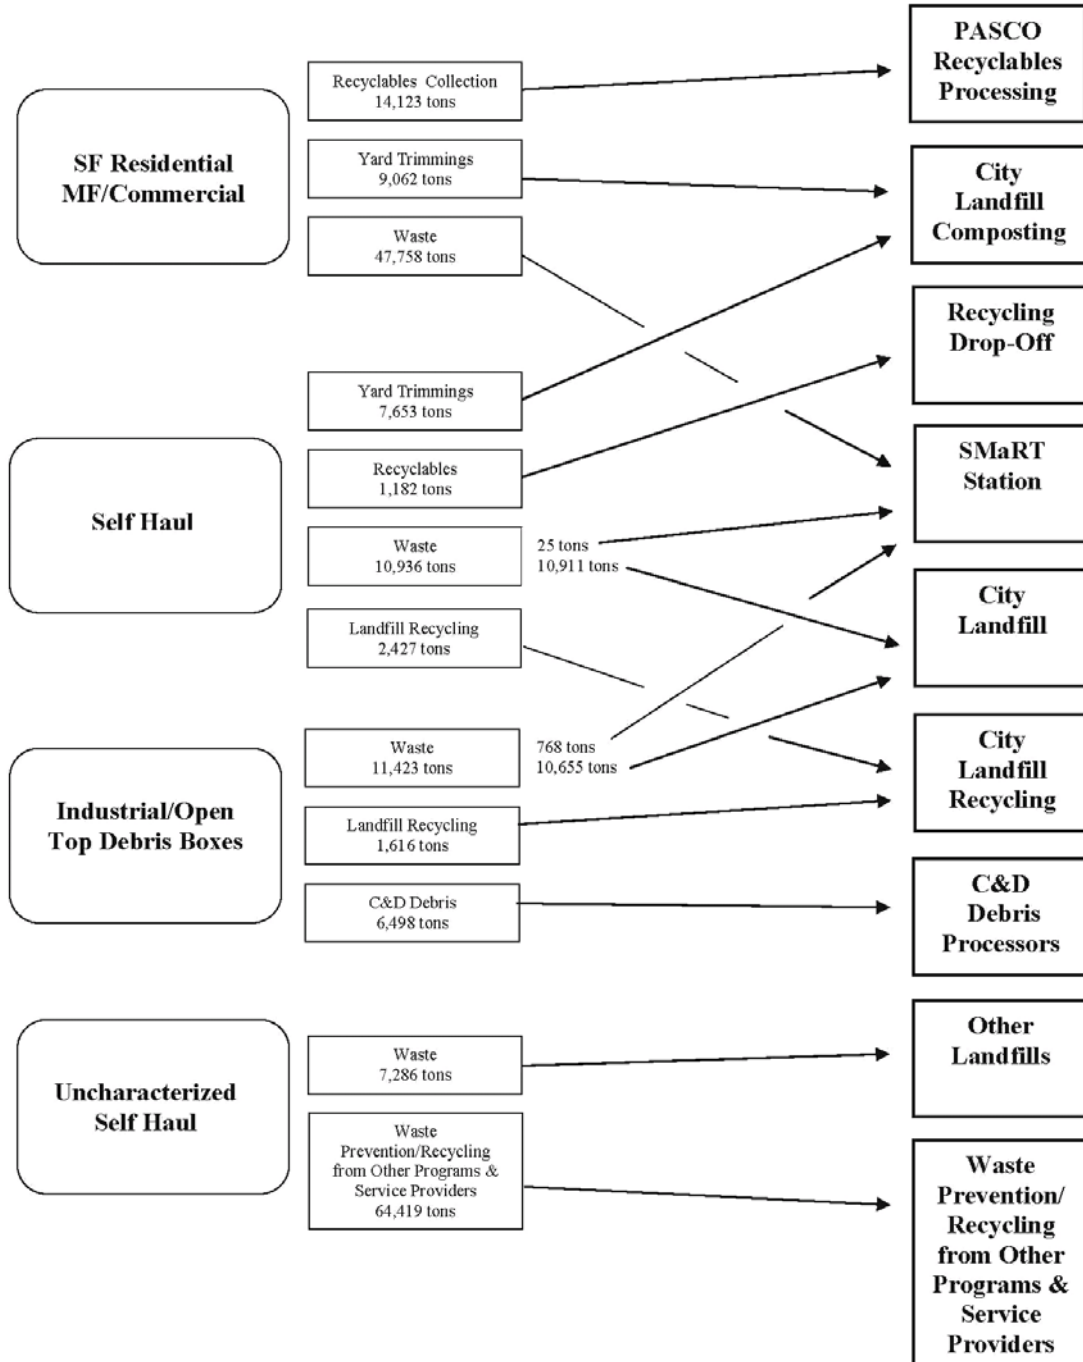 SF Residential
MF/Commercial
Recyclables Collection
14,123 tons
Yard Trimmings
9,062 tons
Waste
47,758 tons
Self Haul
Yard Trimmings
7,653 tons
Recyclables
1,182 tons
Waste
10,936 tons
25 tons
10,911 tons
Landfill Recycling
2,427 tons
Industrial/Open
Top Debris Boxes
Waste
11,423 tons
768 tons
10,655 tons
Landfill Recycling
1,616 tons
C&D Debris
6,498 tons
Uncharacterized
Self Haul
Waste
7,286 tons
Waste
Prevention/Recycling
from Other Programs &
Service Providers
64,419 tons
PASCO
Recyclables
Processing
City
Landfill
Composting
Recycling
Drop-Off
SMaRT
Station
City
Landfill
City
Landfill
Recycling
C&D
Debris
Processors
Other
Landfills
Waste
Prevention/
Recycling
from Other
Programs &
Service
Providers